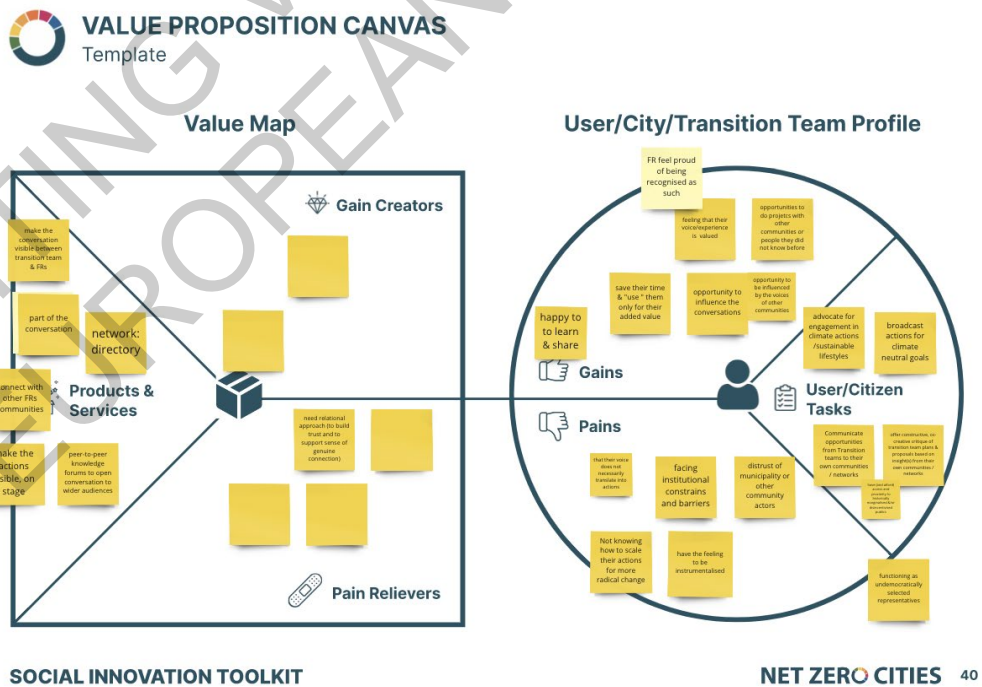 VALUE PROPOSITION CANVAS
Template
Value Map
User/City/Transition Team Profile
Gain Creators
make the
conversation
visible between
transition team
& FRs
part of the
conversation
network:
directory
onnect with
other FRs
ommunities
Products &
Services
ake the
actions
sible, on
stage
peer-to-peer
knowledge
forums to open
conversation to
wider audiences
need relational
approach (to build
trust and to
support sense of
genuine
connection)
Pain Relievers
FR feel proud
of being
recognised as
such
feeling that their
voice/experience
is valued
opportunities to
do projetcs with
other
communities or
people they did
not know before
save their time
& "use " them
only for their
added value
opportunity to
influence the
conversations
opportunity to
be influenced
by the voices
of other
communities
happy to
to learn
& share
Gains
advocate for
engagement in
climate actions
/sustainable
lifestyles
broadcast
actions for
climate
neutral goals
User/Citizen
Tasks
Pains
that their voice
does not
necessarily
translate into
actions
facing
institutional
constrains
and barriers
distrust of
municipality or
other
community
actors
Not knowing
how to scale
their actions
for more
radical change
have the feeling
to be
instrumentalised
Communicate
opportunities
from Transition
teams to their
own communities
/ networks
offer constructive, co-
creative critique of
transition team plans &
proposals based on
insight(s) from their
own communities /
networks
functioning as
undemocratically
selected
representatives
SOCIAL INNOVATION TOOLKIT
NET ZERO CITIES 40
EUROPEAN